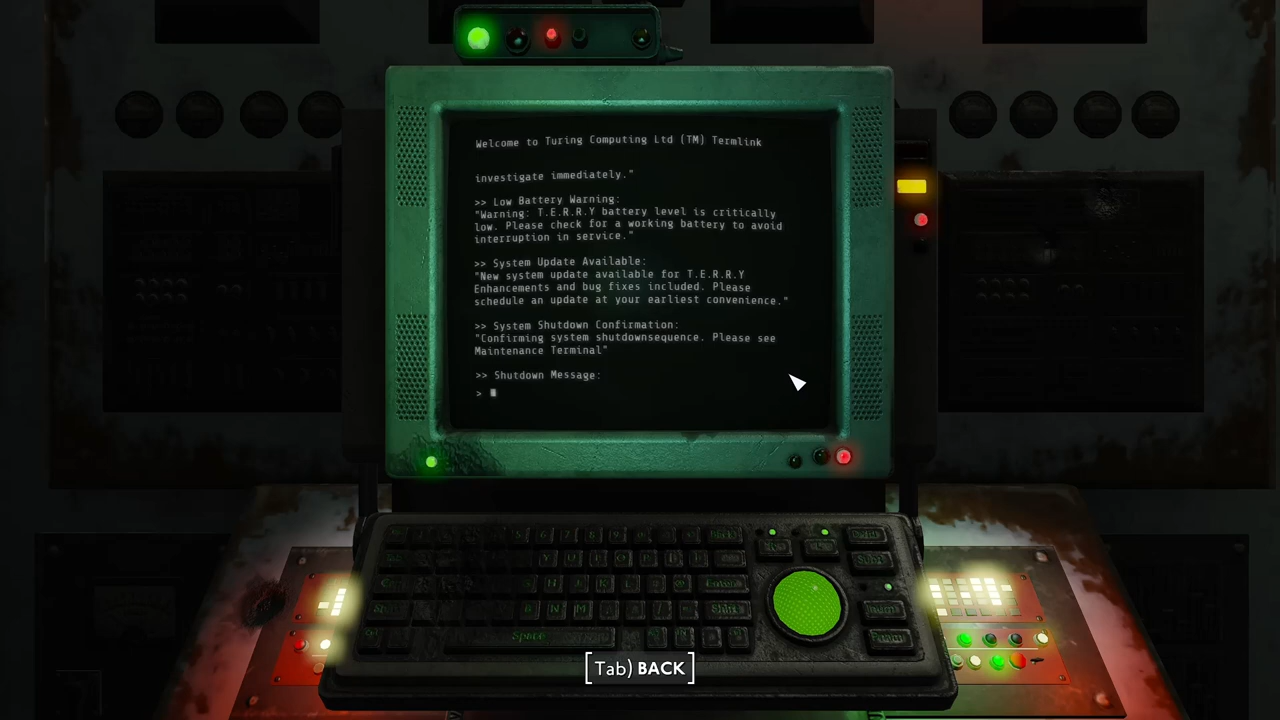 Welcome to Turing Computing Ltd (TM) Termlink
investigate immediately."
>> Low Battery Warning:
"Warning: T.E.R.R.Y battery level is critically
low. Please check for a working battery to avoid
interruption in service."
>> System Update Available:
"New system update available for T.E.R.R.Y
Enhancements and bug fixes included. Please
schedule an update at your earliest convenience."
>> System Shutdown Confirmation:
"Confirming system shutdownsequence. Please see
Maintenance Terminal"
>> Shutdown Message:
>
Y U I O P
Enter
H J K L
Shift
B N M
Space
[Tab) BACK]